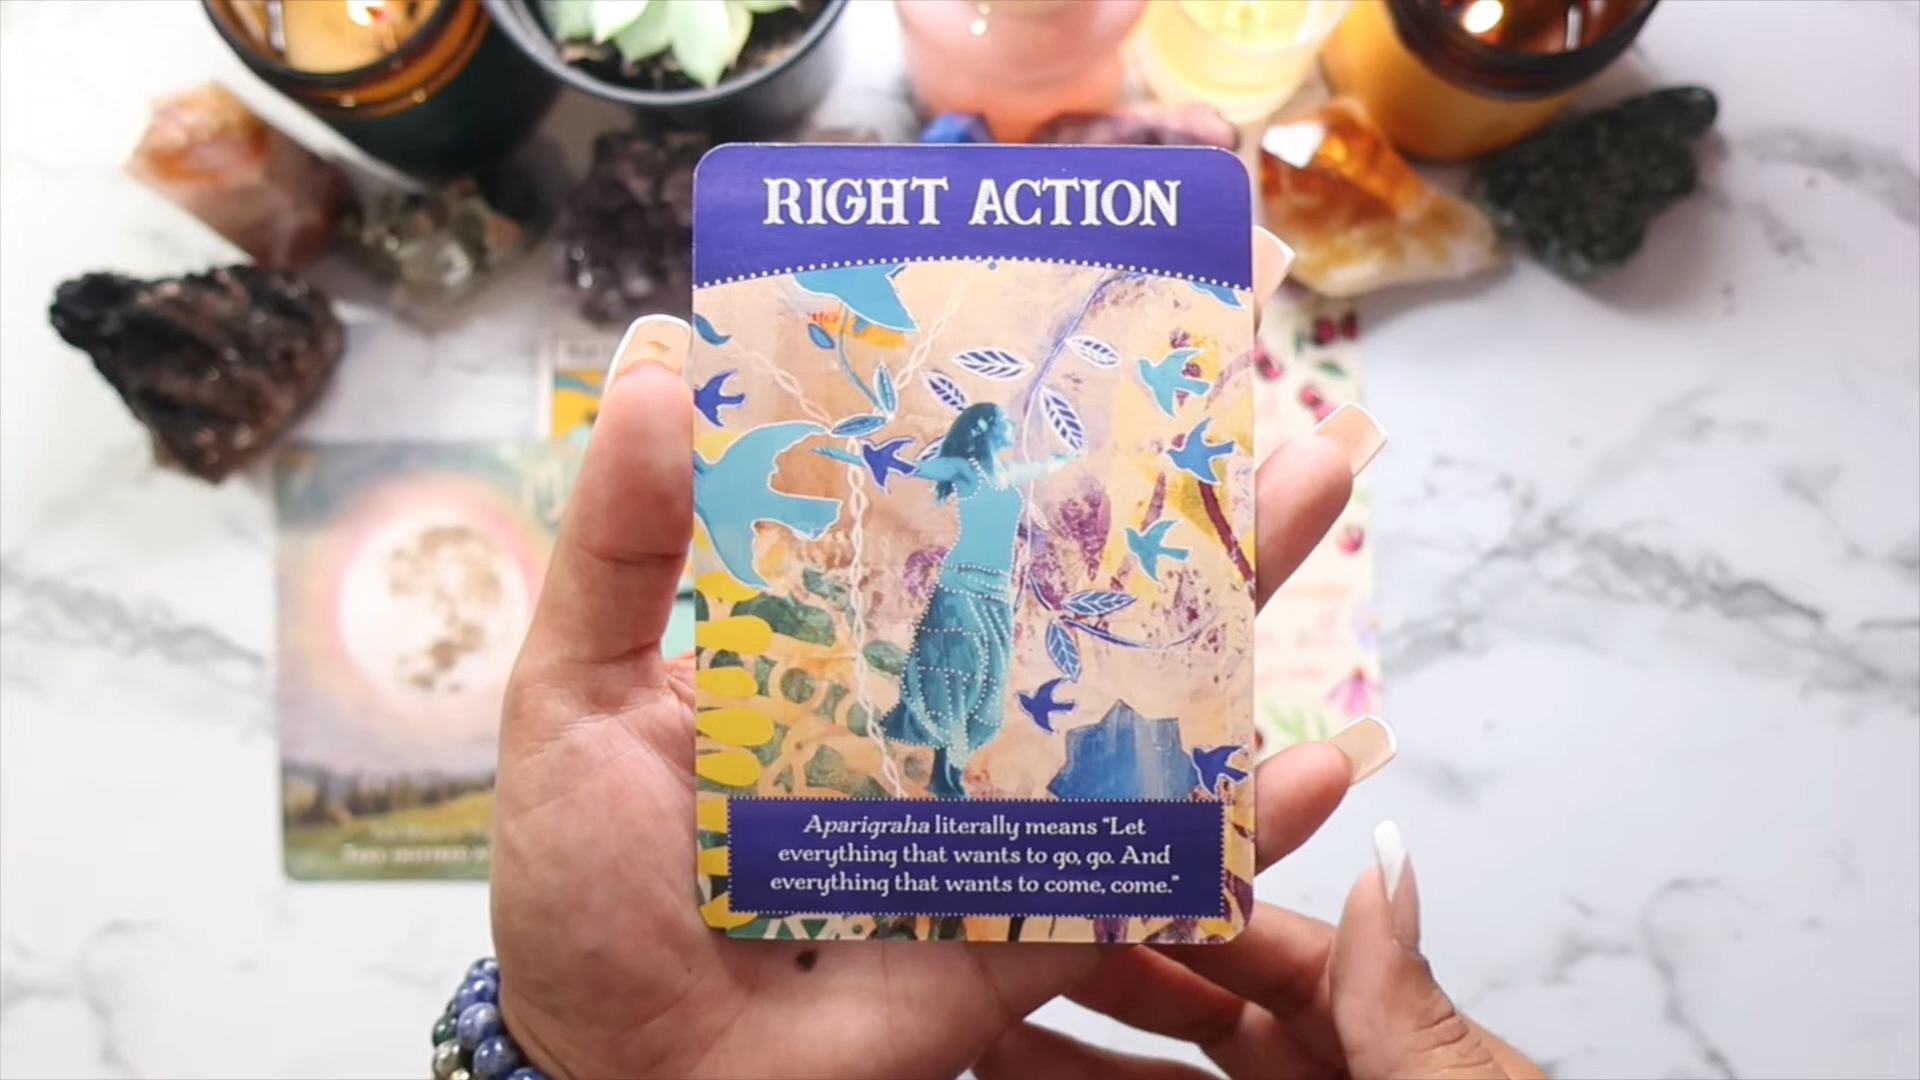 RIGHT ACTION
Aparigraha literally means “Let
everything that wants to go, go. And
everything that wants to come, come.”